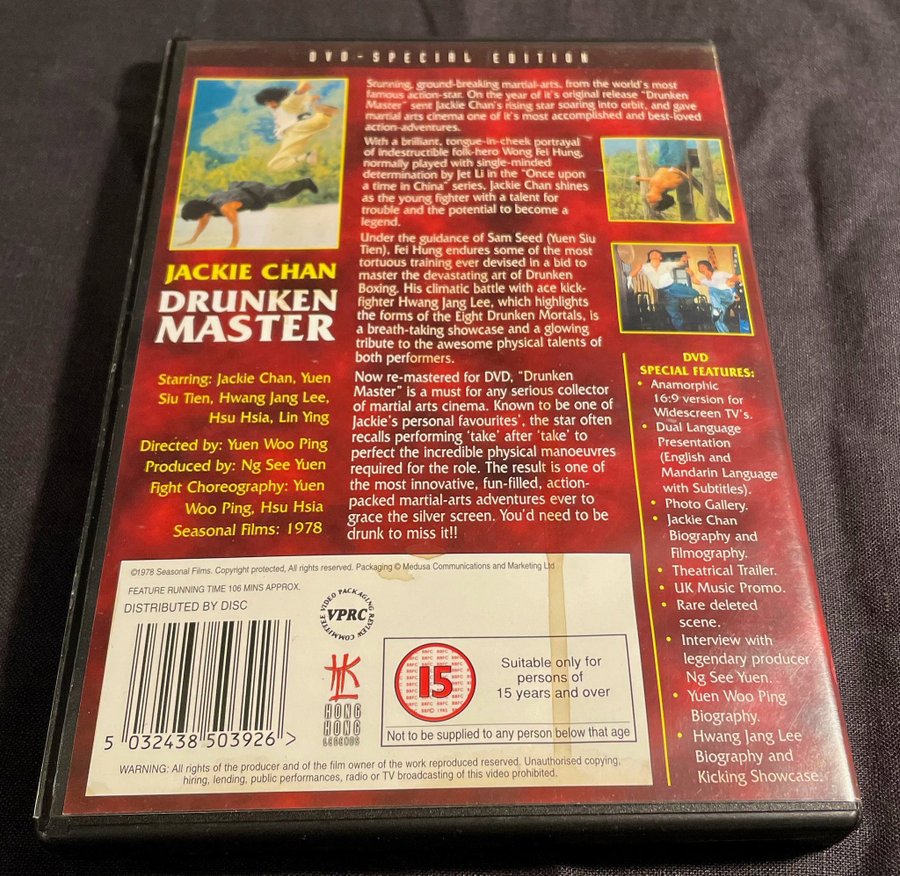 DVD-SPECIAL EDITION
Stunning, ground-breaking martial-arts, from the world's most
famous action-star. On the year of it's original release "Drunken
Master" sent Jackie Chan's rising star soaring into orbit, and gave
martial arts cinema one of it's most accomplished and best-loved
action-adventures.
With a brilliant, tongue-in-cheek portrayal
of indestructible folk-hero Wong Fei Hung,
normally played with single-minded
determination by Jet Li in the "Once upon
a time in China" series, Jackie Chan shines
as the young fighter with a talent for
trouble and the potential to become a
legend.
Under the guidance of Sam Seed (Yuen Siu
Tien), Fei Hung endures some of the most
tortuous training ever devised in a bid to
master the devastating art of Drunken
Boxing. His climatic battle with ace kick-
fighter Hwang Jang Lee, which highlights
the forms of the Eight Drunken Mortals, is
a breath-taking showcase and a glowing
tribute to the awesome physical talents of
both performers.
Now re-mastered for DVD, "Drunken
Master" is a must for any serious collector
of martial arts cinema. Known to be one of
Jackie's personal favourites', the star often
recalls performing 'take' after 'take' to
perfect the incredible physical manoeuvres
required for the role. The result is one of
the most innovative, fun-filled, action-
packed martial-arts adventures ever to
grace the silver screen. You'd need to be
drunk to miss it!!
JACKIE CHAN
DRUNKEN
MASTER
Starring: Jackie Chan, Yuen
Siu Tien, Hwang Jang Lee,
Hsu Hsia, Lin Ying
Directed by: Yuen Woo Ping
Produced by: Ng See Yuen
Fight Choreography: Yuen
Woo Ping, Hsu Hsia
Seasonal Films: 1978
DVD
SPECIAL FEATURES:
• Anamorphic
16:9 version for
Widescreen TV's.
• Dual Language
Presentation
(English and
Mandarin Language
with Subtitles).
• Photo Gallery.
• Jackie Chan
Biography and
Filmography.
• Theatrical Trailer.
• UK Music Promo.
• Rare deleted
scene.
• Interview with
legendary producer
Ng See Yuen.
• Yuen Woo Ping
Biography.
• Hwang Jang Lee
Biography and
Kicking Showcase.
©1978 Seasonal Films. Copyright protected, All rights reserved. Packaging © Medusa Communications and Marketing Ltd
FEATURE RUNNING TIME 106 MINS APPROX.
DISTRIBUTED BY DISC
VIDEO PACKAGING REVIEW COMMITTEE
VPRC
HK
HONG
KONG
LEGENDS
15
Suitable only for
persons of
15 years and over
Not to be supplied to any person below that age
5 032438 503926 >
WARNING: All rights of the producer and of the film owner of the work reproduced reserved. Unauthorised copying,
hiring, lending, public performances, radio or TV broadcasting of this video prohibited.